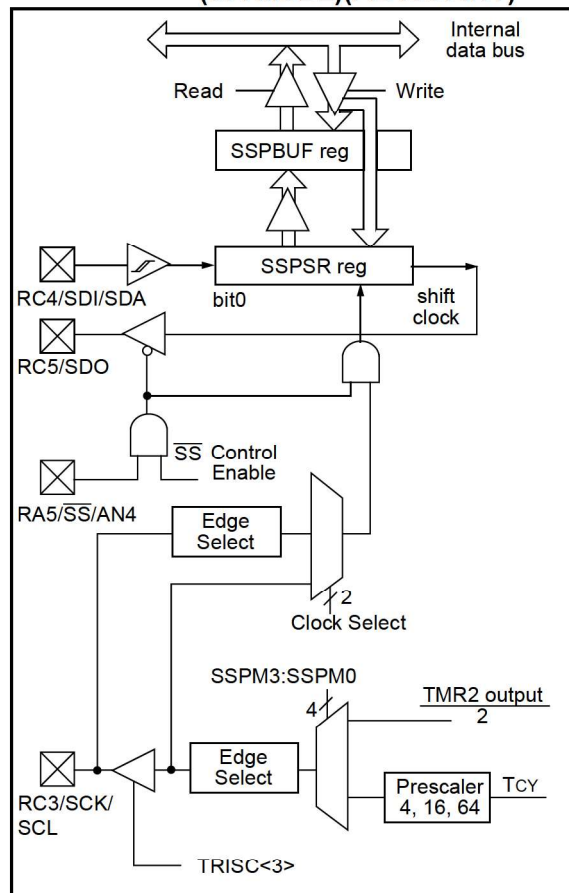 Internal
data bus
Read
Write
SSPBUF reg
SSPSR reg
RC4/SDI/SDA
bit0
shift
clock
RC5/SDO
SS Control
Enable
RA5/SS/AN4
Edge
Select
2
Clock Select
SSPM3:SSPM0
TMR2 output
4
2
Edge
Select
Prescaler
4, 16, 64
TCY
RC3/SCK/
SCL
TRISC<3>